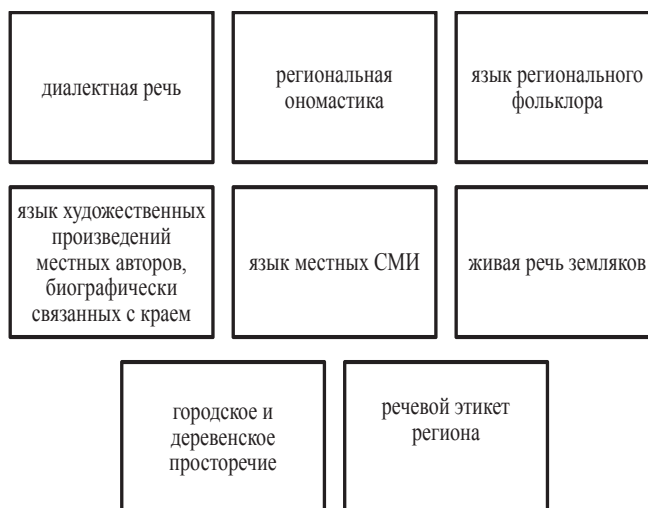 диалектная речь
региональная
ономастика
язык регионального
фольклора
язык художественных
произведений
местных авторов,
биографически
связанных с краем
язык местных СМИ
живая речь земляков
городское и
деревенское
просторечие
речевой этикет
региона